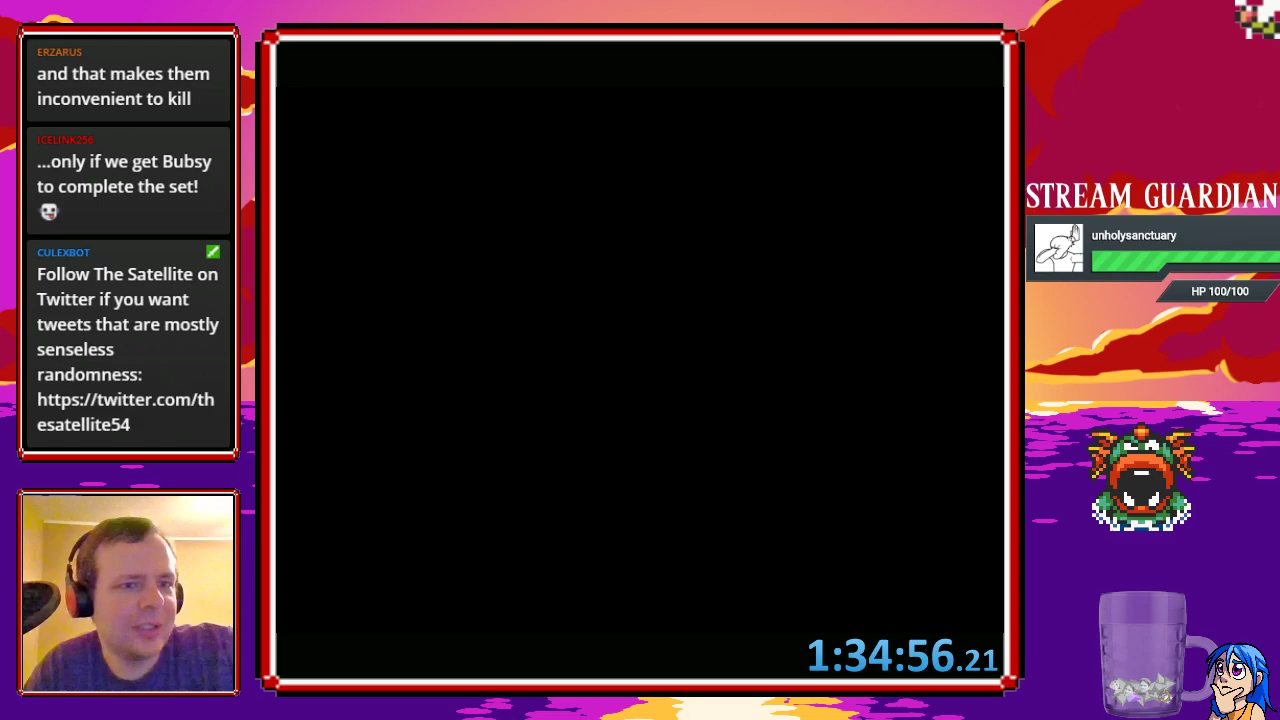 ERZARUS
and that makes them
inconvenient to kill
ICELINK256
...only if we get Bubsy
to complete the set!
CULEXBOT
Follow The Satellite on
Twitter if you want
tweets that are mostly
senseless
randomness:
https://twitter.com/th
esatellite54
STREAM GUARDIAN
unholysanctuary
HP 100/100
1:34:56.21